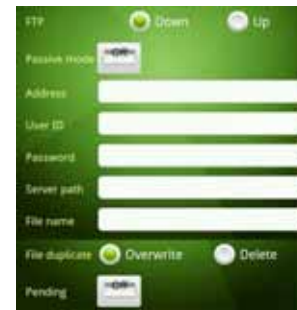 FTP Down Up
Passive mode Off
Address
User ID
Password
Server path
File name
File duplicate Overwrite Delete
Pending Off